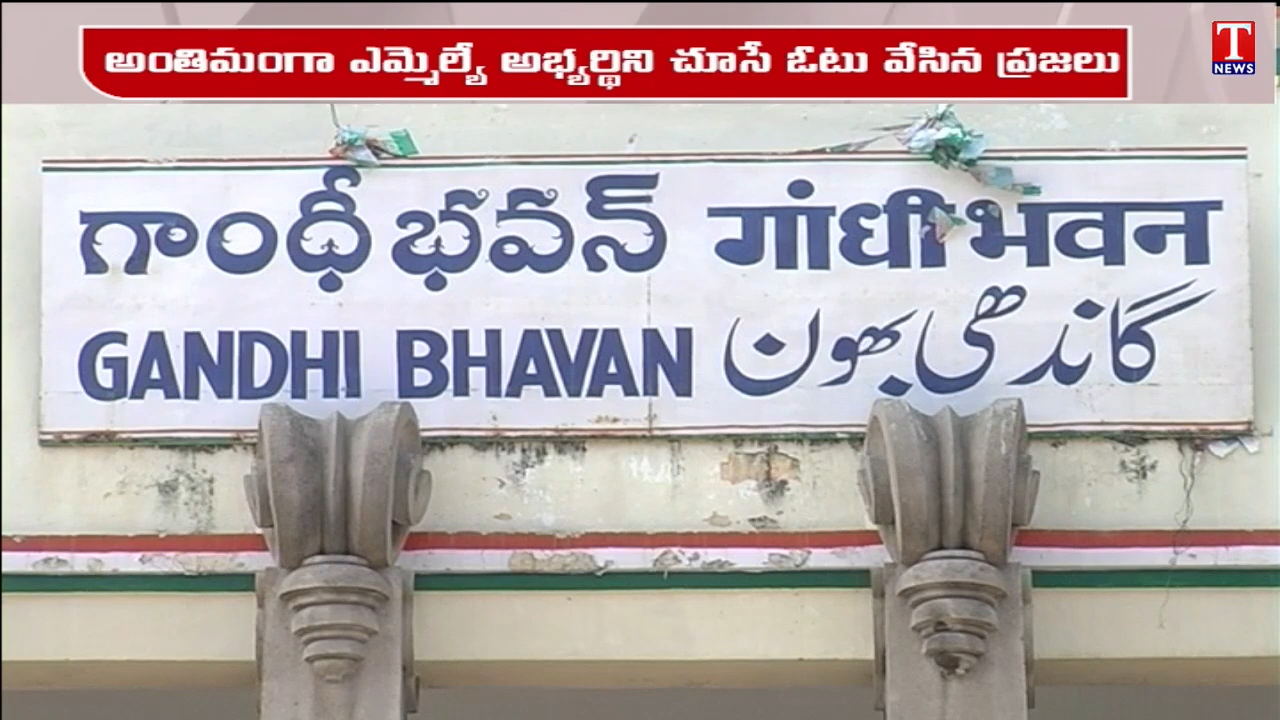 అంతిమంగా ఎమ్మెల్యే అభ్యర్థిని చూసే ఓటు వేసిన ప్రజలు
T
NEWS
గాంధీ భవన్ गांधी भवन
GANDHI BHAVAN گاندھی بھون